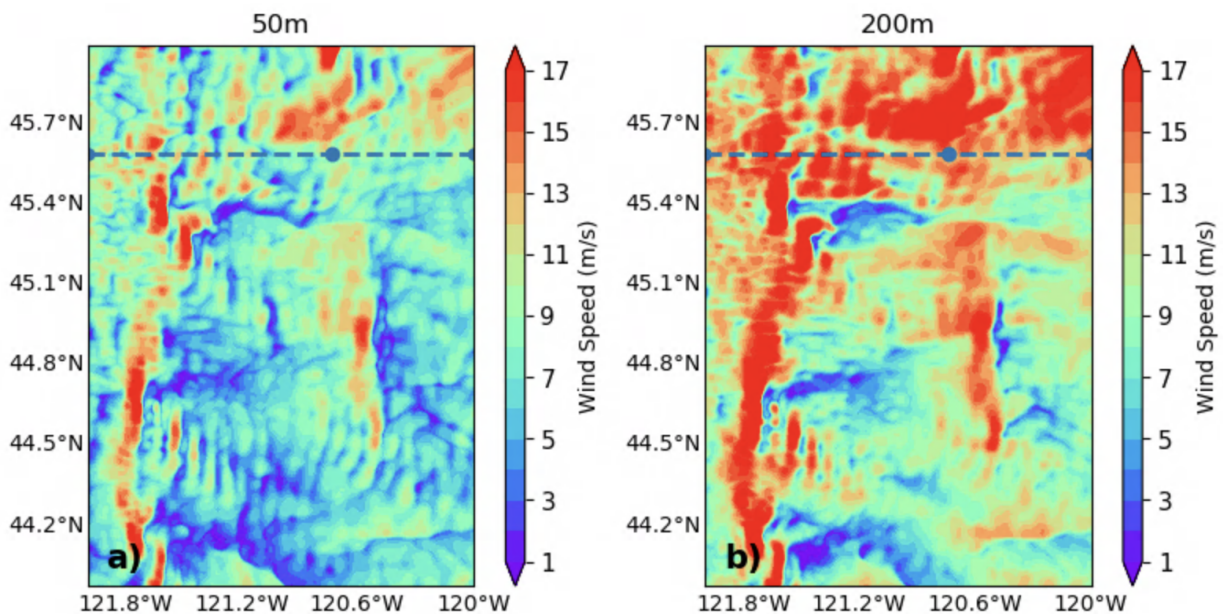 50m
200m
45.7°N
45.4°N
45.1°N
44.8°N
44.5°N
44.2°N
121.8°W 121.2°W 120.6°W 120°W
a)
17
15
13
11
9
7
5
3
1
Wind Speed (m/s)
45.7°N
45.4°N
45.1°N
44.8°N
44.5°N
44.2°N
121.8°W 121.2°W 120.6°W 120°W
b)
17
15
13
11
9
7
5
3
1
Wind Speed (m/s)